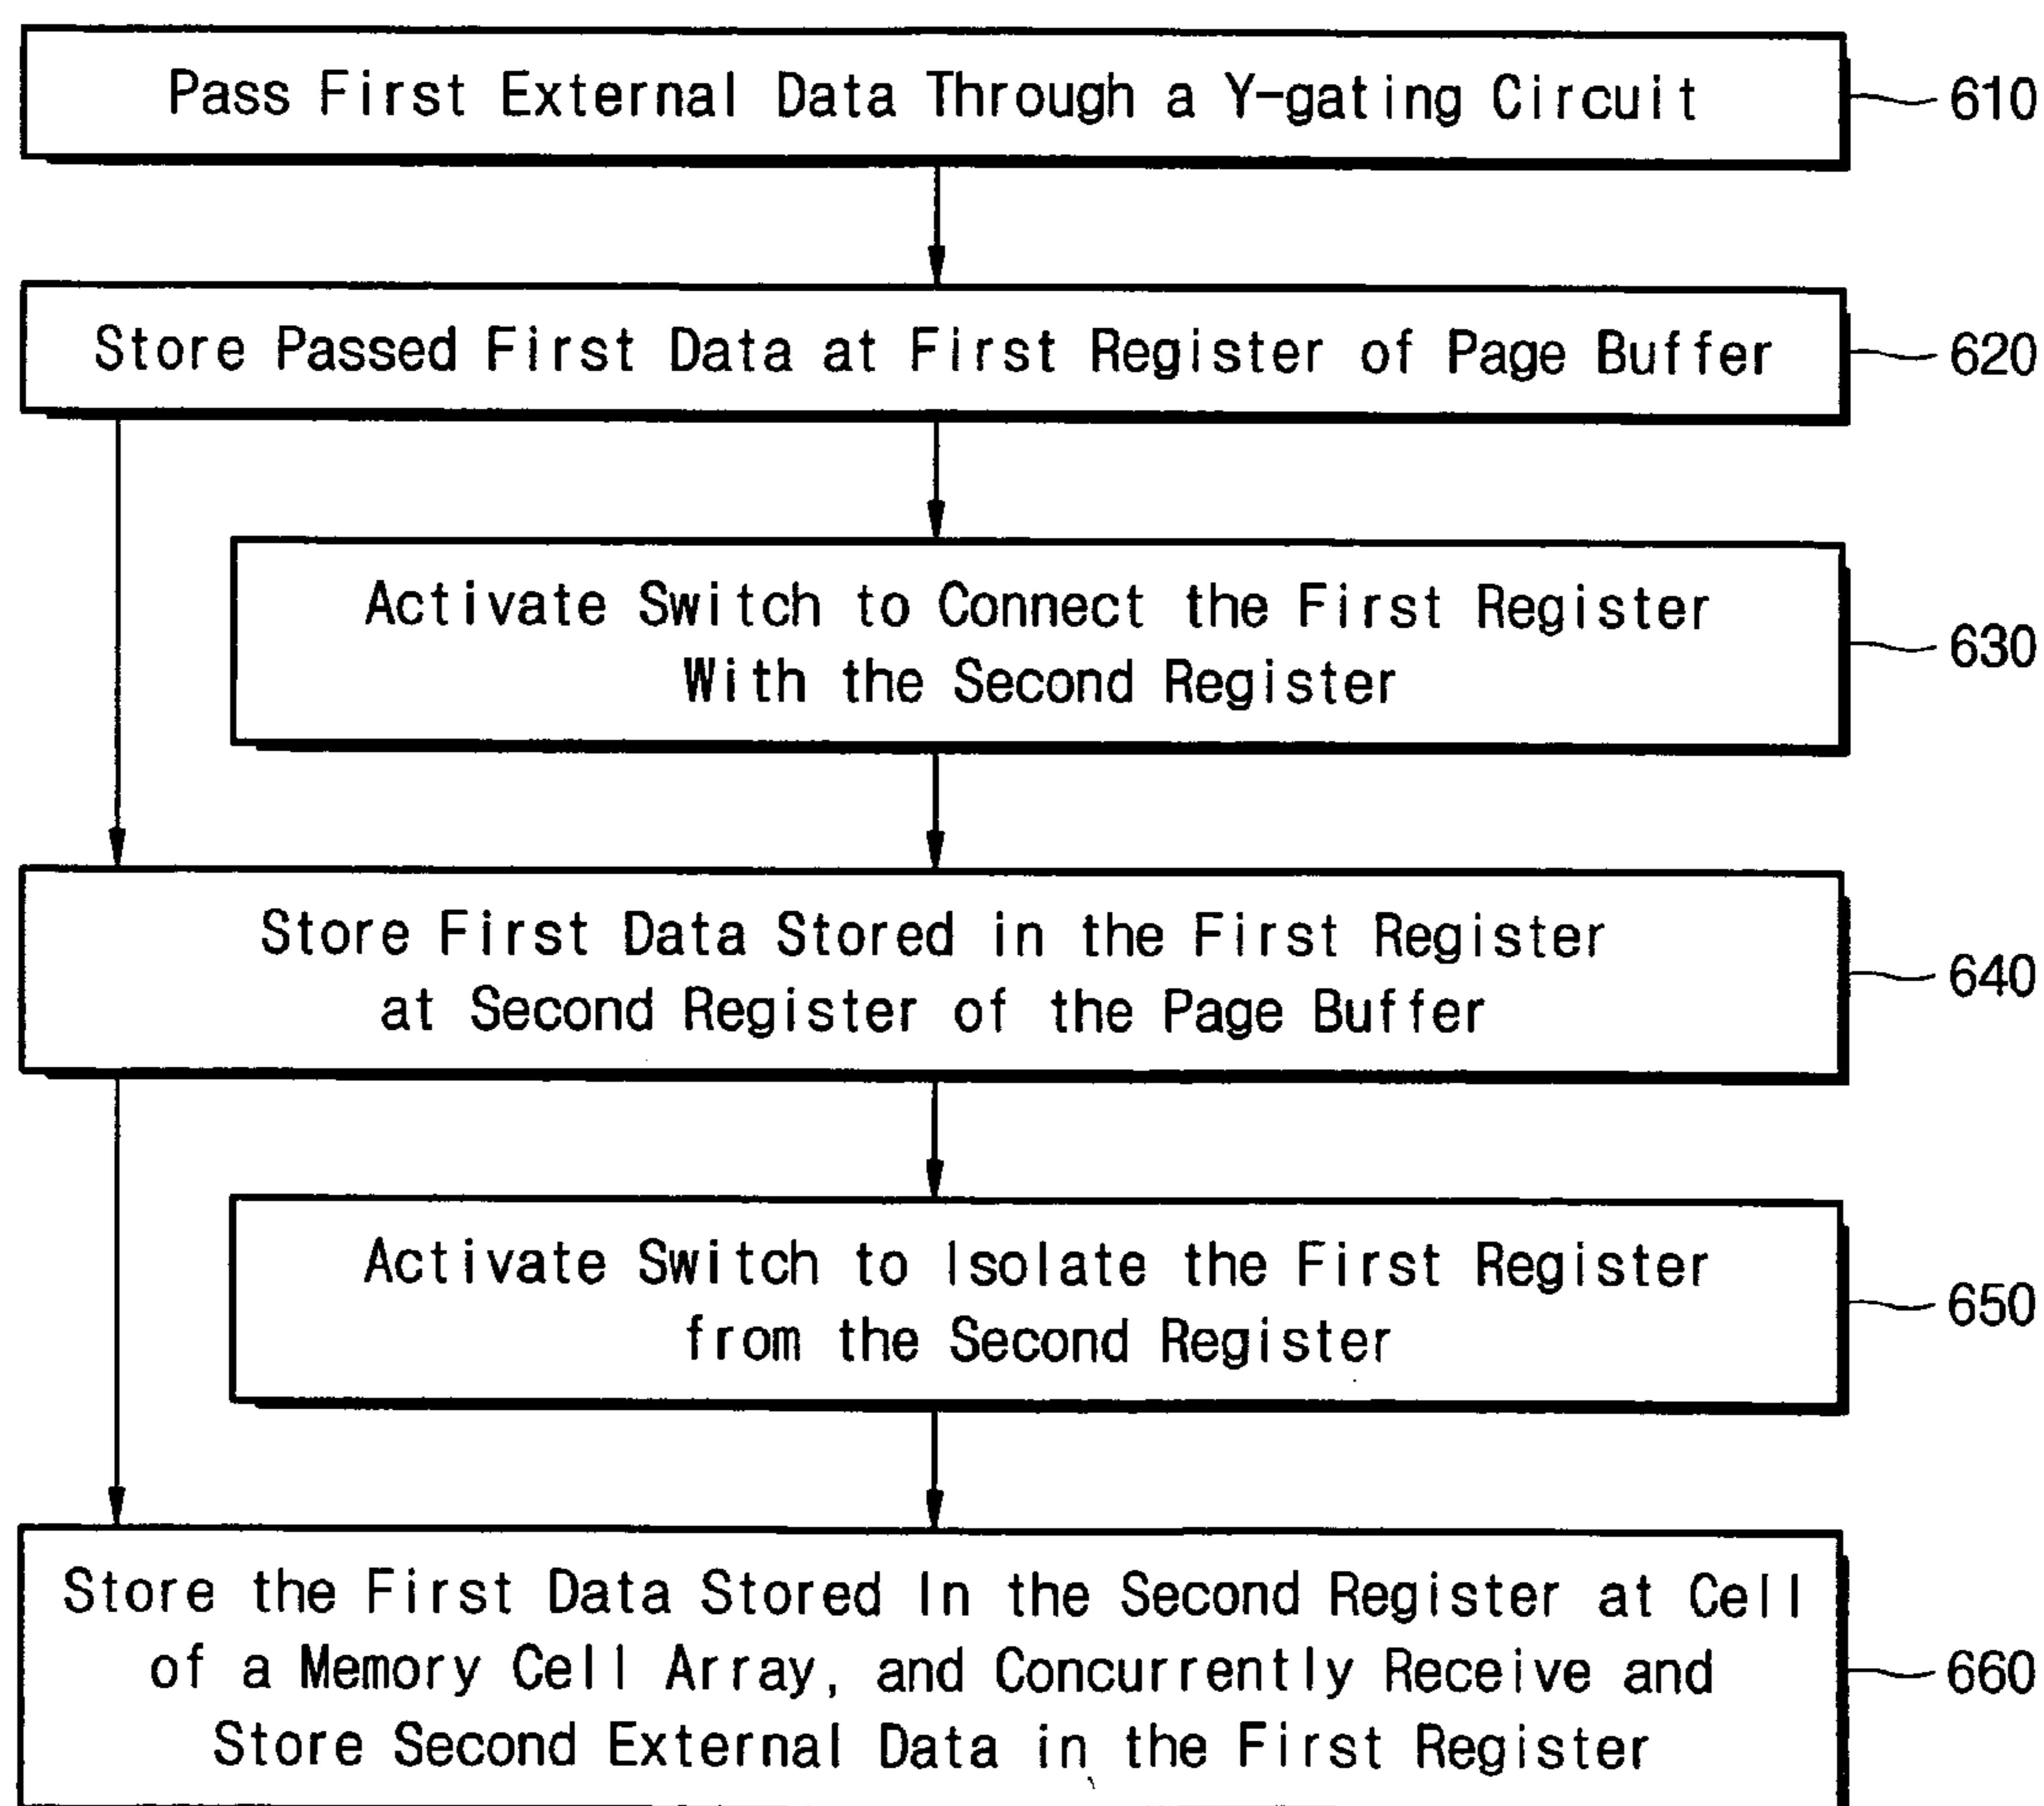 Pass First External Data Through a Y-gating Circuit
610
Store Passed First Data at First Register of Page Buffer
620
Activate Switch to Connect the First Register
With the Second Register
630
Store First Data Stored in the First Register
at Second Register of the Page Buffer
640
Activate Switch to Isolate the First Register
from the Second Register
650
Store the First Data Stored In the Second Register at Cell
of a Memory Cell Array, and Concurrently Receive and
Store Second External Data in the First Register
660